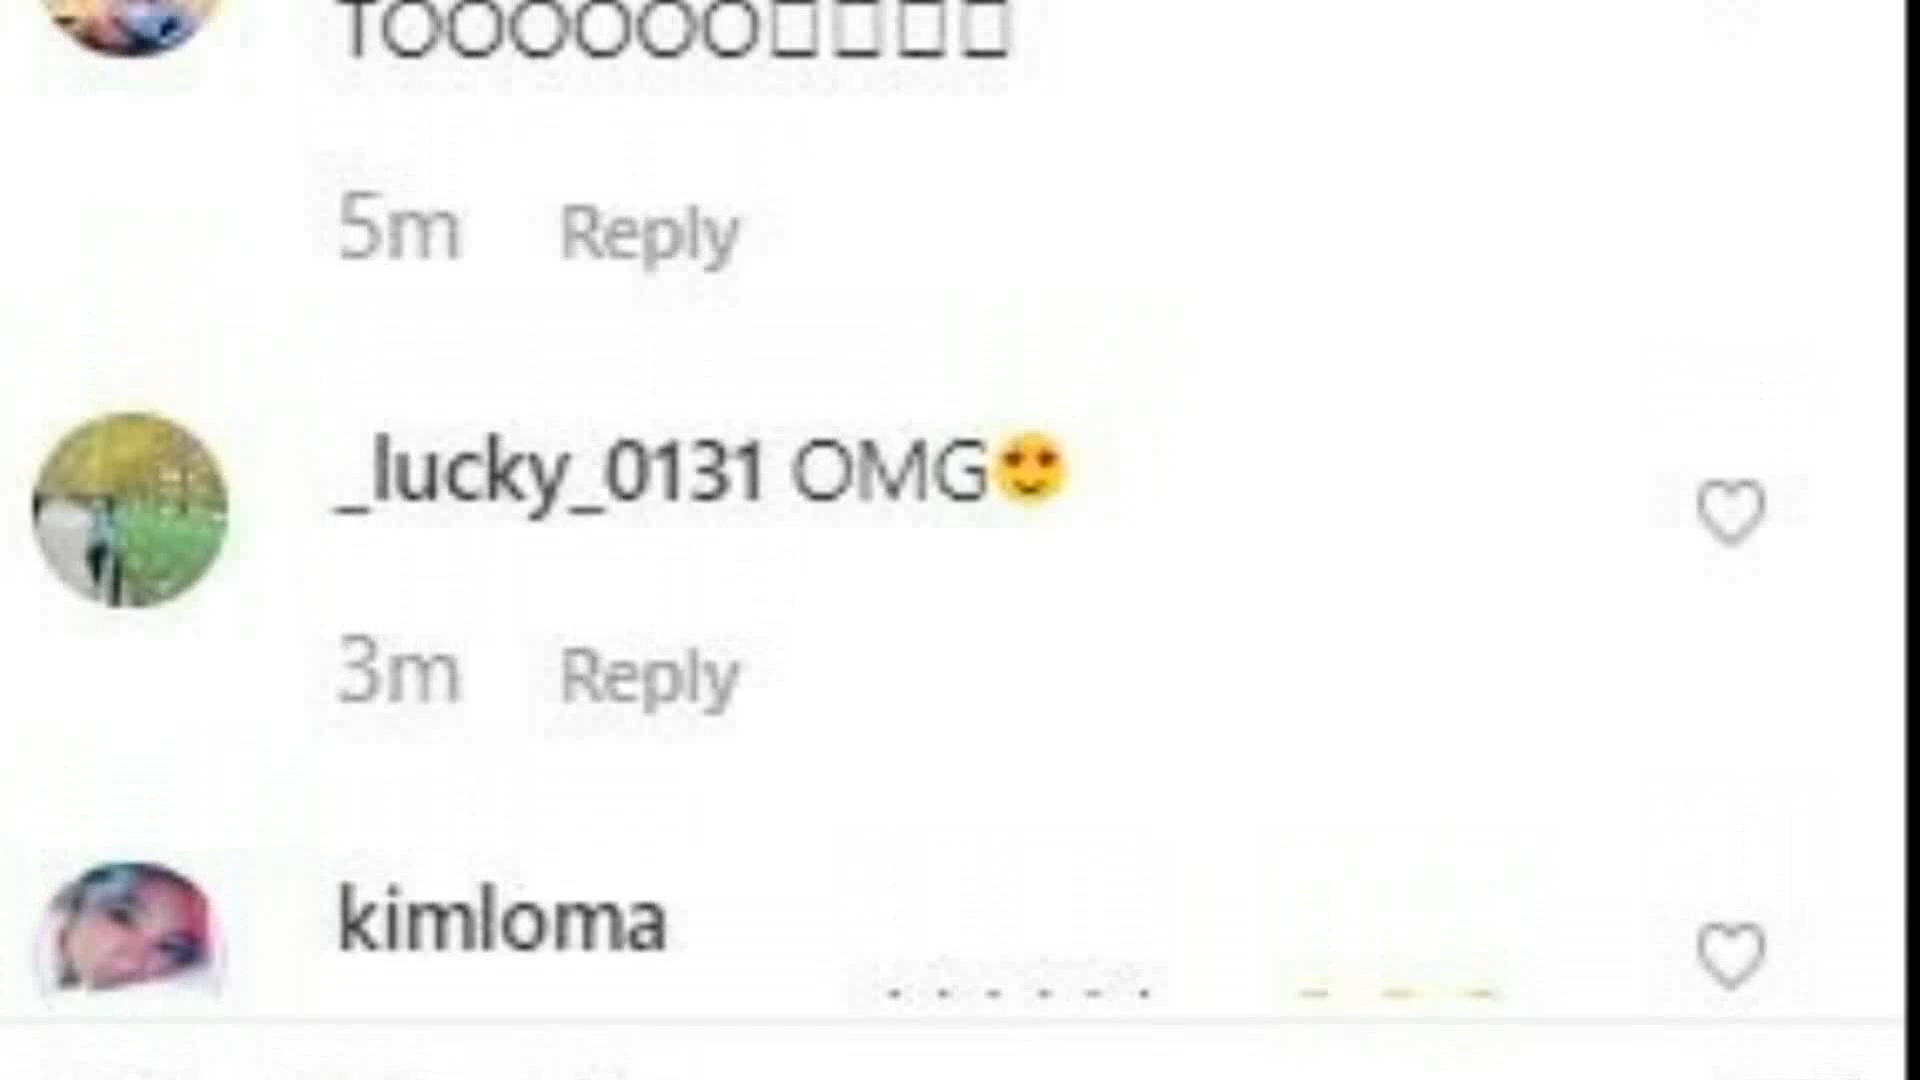 TOOOOOO□□□□
5m Reply
_lucky_0131 OMG😍
3m Reply
kimloma